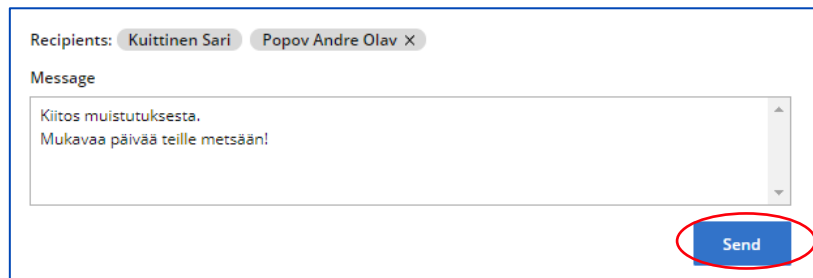 Recipients: Kuittinen Sari Popov Andre Olav ×
Message
Kiitos muistutuksesta.
Mukavaa päivää teille metsään!
Send